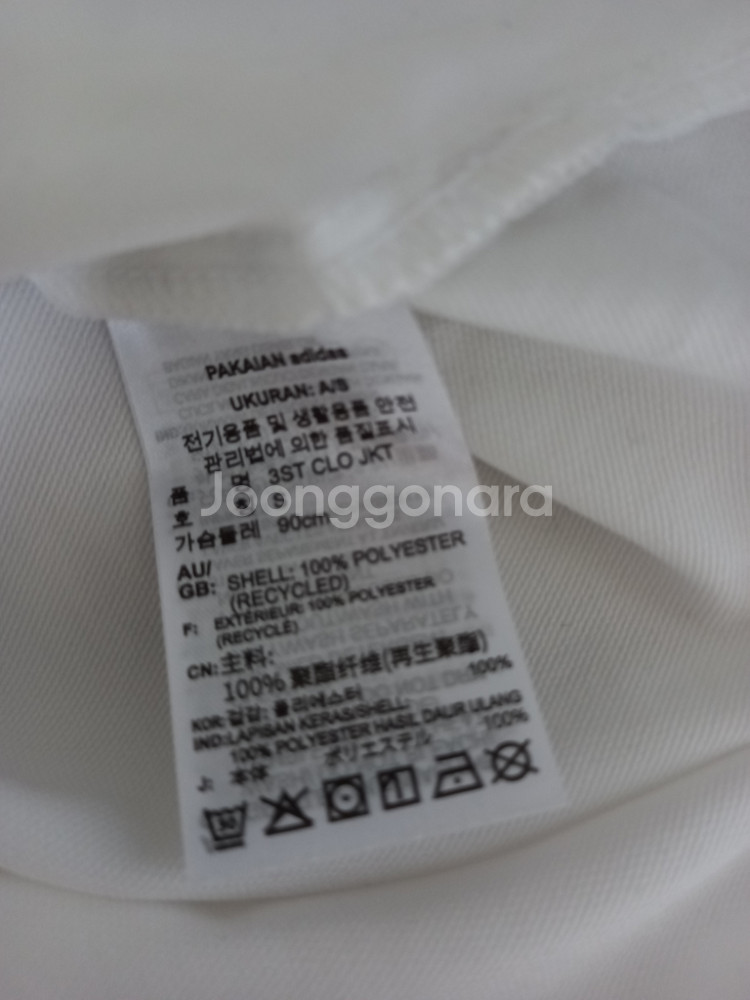 PAKAIAN adidas
UKURAN: A/S
전기용품 및 생활용품 안전
관리법에 의한 품질표시
품 명 3ST CLO JKT
호 S
가슴둘레 90cm
AU/
GB: SHELL: 100% POLYESTER
(RECYCLED)
F: EXTÉRIEUR: 100% POLYESTER
(RECYCLÉ)
CN: 主料:
100% 聚酯纤维(再生聚酯)
KOR: 겉감: 폴리에스터 100%
IND: LAPISAN KERAS/SHELL:
100% POLYESTER HASIL DAUR ULANG
J: 本体 ポリエステル 100%
30
Joonggonara